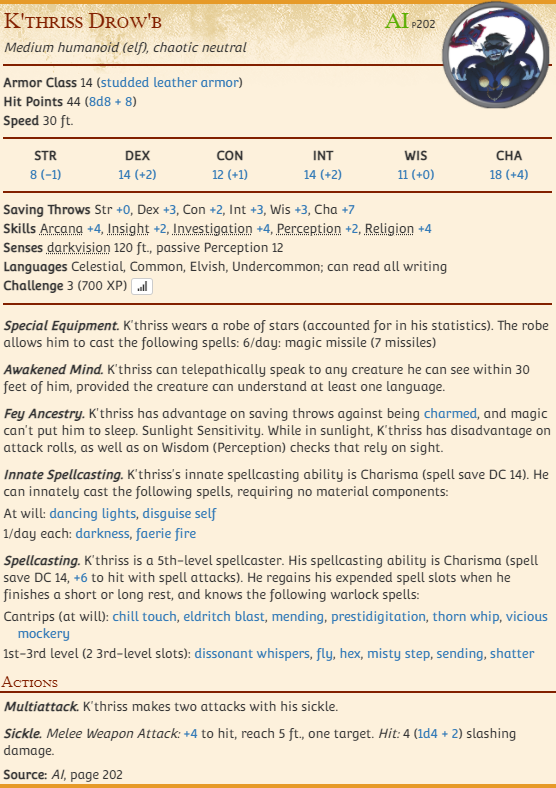 K'thriss Drow'b
AI P202
Medium humanoid (elf), chaotic neutral
Armor Class 14 (studded leather armor)
Hit Points 44 (8d8 + 8)
Speed 30 ft.
STR DEX CON INT WIS CHA
8 (−1) 14 (+2) 12 (+1) 14 (+2) 11 (+0) 18 (+4)
Saving Throws Str +0, Dex +3, Con +2, Int +3, Wis +3, Cha +7
Skills Arcana +4, Insight +2, Investigation +4, Perception +2, Religion +4
Senses darkvision 120 ft., passive Perception 12
Languages Celestial, Common, Elvish, Undercommon; can read all writing
Challenge 3 (700 XP)
Special Equipment. K'thriss wears a robe of stars (accounted for in his statistics). The robe
allows him to cast the following spells: 6/day: magic missile (7 missiles)
Awakened Mind. K'thriss can telepathically speak to any creature he can see within 30
feet of him, provided the creature can understand at least one language.
Fey Ancestry. K'thriss has advantage on saving throws against being charmed, and magic
can't put him to sleep. Sunlight Sensitivity. While in sunlight, K'thriss has disadvantage on
attack rolls, as well as on Wisdom (Perception) checks that rely on sight.
Innate Spellcasting. K'thriss's innate spellcasting ability is Charisma (spell save DC 14). He
can innately cast the following spells, requiring no material components:
At will: dancing lights, disguise self
1/day each: darkness, faerie fire
Spellcasting. K'thriss is a 5th-level spellcaster. His spellcasting ability is Charisma (spell
save DC 14, +6 to hit with spell attacks). He regains his expended spell slots when he
finishes a short or long rest, and knows the following warlock spells:
Cantrips (at will): chill touch, eldritch blast, mending, prestidigitation, thorn whip, vicious
mockery
1st–3rd level (2 3rd-level slots): dissonant whispers, fly, hex, misty step, sending, shatter
Actions
Multiattack. K'thriss makes two attacks with his sickle.
Sickle. Melee Weapon Attack: +4 to hit, reach 5 ft., one target. Hit: 4 (1d4 + 2) slashing
damage.
Source: AI, page 202